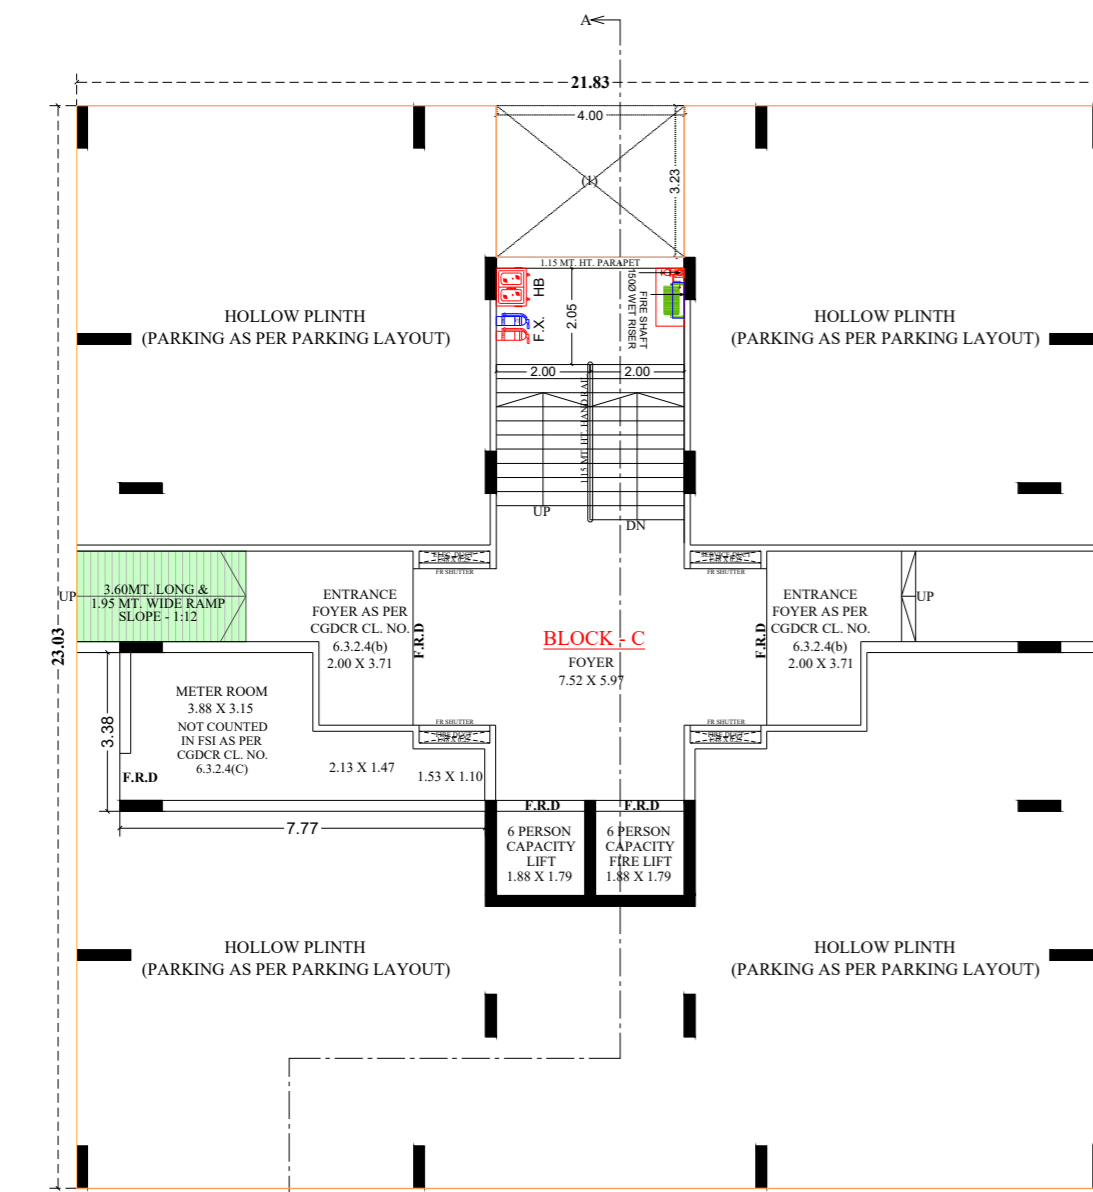 A
21.83
4.00
(1)
3.23
1.15 MT. HT. PARAPET
HB
F.X.
2.05
FIRE SHAFT
150Ø WET RISER
HOLLOW PLINTH
(PARKING AS PER PARKING LAYOUT)
HOLLOW PLINTH
(PARKING AS PER PARKING LAYOUT)
2.00
2.00
1.15 MT. HT. HAND RAIL
UP
DN
FR SHUTTER
FR SHUTTER
UP
3.60MT. LONG &
1.95 MT. WIDE RAMP
SLOPE - 1:12
23.03
ENTRANCE
FOYER AS PER
CGDCR CL. NO.
6.3.2.4(b)
2.00 X 3.71
F.R.D
BLOCK - C
FOYER
7.52 X 5.97
F.R.D
ENTRANCE
FOYER AS PER
CGDCR CL. NO.
6.3.2.4(b)
2.00 X 3.71
UP
METER ROOM
3.88 X 3.15
NOT COUNTED
IN FSI AS PER
CGDCR CL. NO.
6.3.2.4(C)
3.38
F.R.D
2.13 X 1.47
1.53 X 1.10
FR SHUTTER
FR SHUTTER
7.77
F.R.D
F.R.D
6 PERSON
CAPACITY
LIFT
1.88 X 1.79
6 PERSON
CAPACITY
FIRE LIFT
1.88 X 1.79
HOLLOW PLINTH
(PARKING AS PER PARKING LAYOUT)
HOLLOW PLINTH
(PARKING AS PER PARKING LAYOUT)